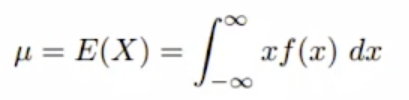 μ = E(X) = ∫_{-∞}^{∞} xf(x) dx